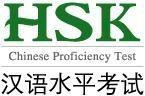 HSK
Chinese Proficiency Test
汉语水平考试